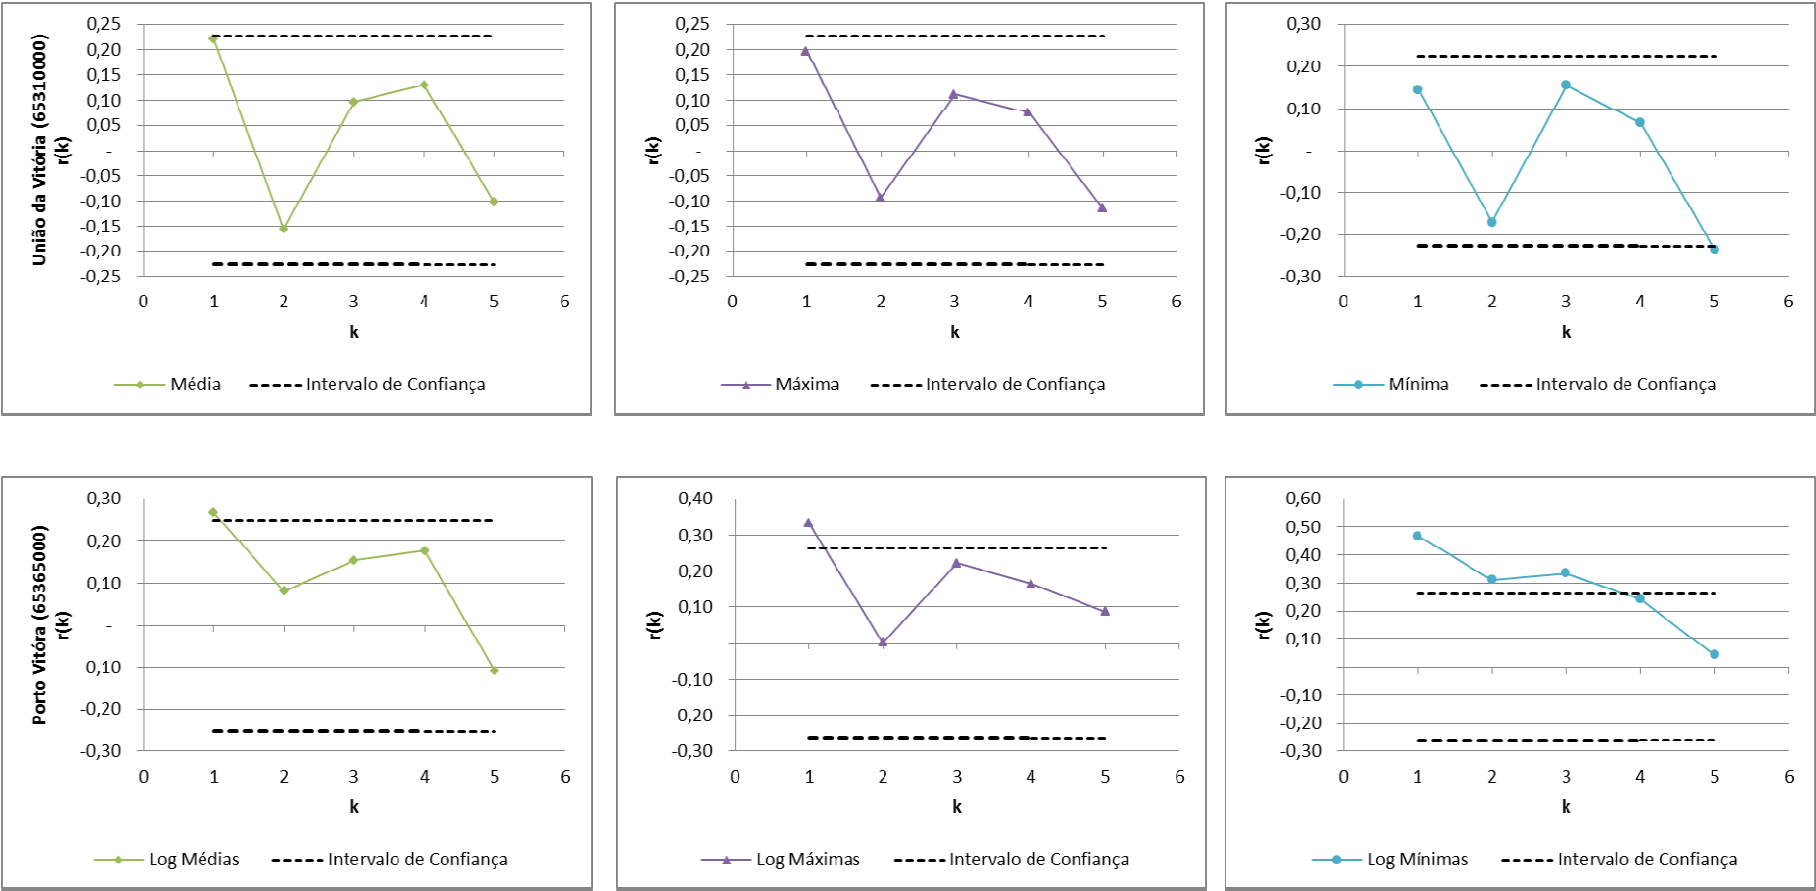 União da Vitória (65310000)
r(k)
0,25
0,20
0,15
0,10
0,05
-
-0,05
-0,10
-0,15
-0,20
-0,25
0 1 2 3 4 5 6
k
Média Intervalo de Confiança
r(k)
0,25
0,20
0,15
0,10
0,05
-
-0,05
-0,10
-0,15
-0,20
-0,25
0 1 2 3 4 5 6
k
Máxima Intervalo de Confiança
r(k)
0,30
0,20
0,10
-
-0,10
-0,20
-0,30
0 1 2 3 4 5 6
k
Mínima Intervalo de Confiança
Porto Vitóra (65365000)
r(k)
0,30
0,20
0,10
-
0,10
-0,20
-0,30
0 1 2 3 4 5 6
k
Log Médias Intervalo de Confiança
r(k)
0,40
0,30
0,20
0,10
-0,10
0,20
-0,30
0 1 2 3 4 5 6
k
Log Máximas Intervalo de Confiança
r(k)
0,60
0,50
0,40
0,30
0,20
0,10
-0,10
-0,20
-0,30
0 1 2 3 4 5 6
k
Log Mínimas Intervalo de Confiança